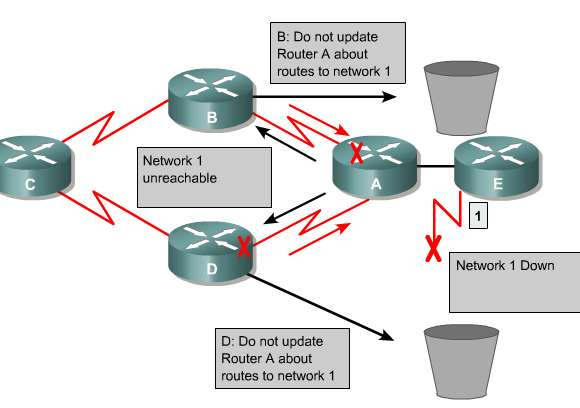 B: Do not update
Router A about
routes to network 1
B
Network 1
unreachable
C
A
E
1
D
Network 1 Down
D: Do not update
Router A about
routes to network 1